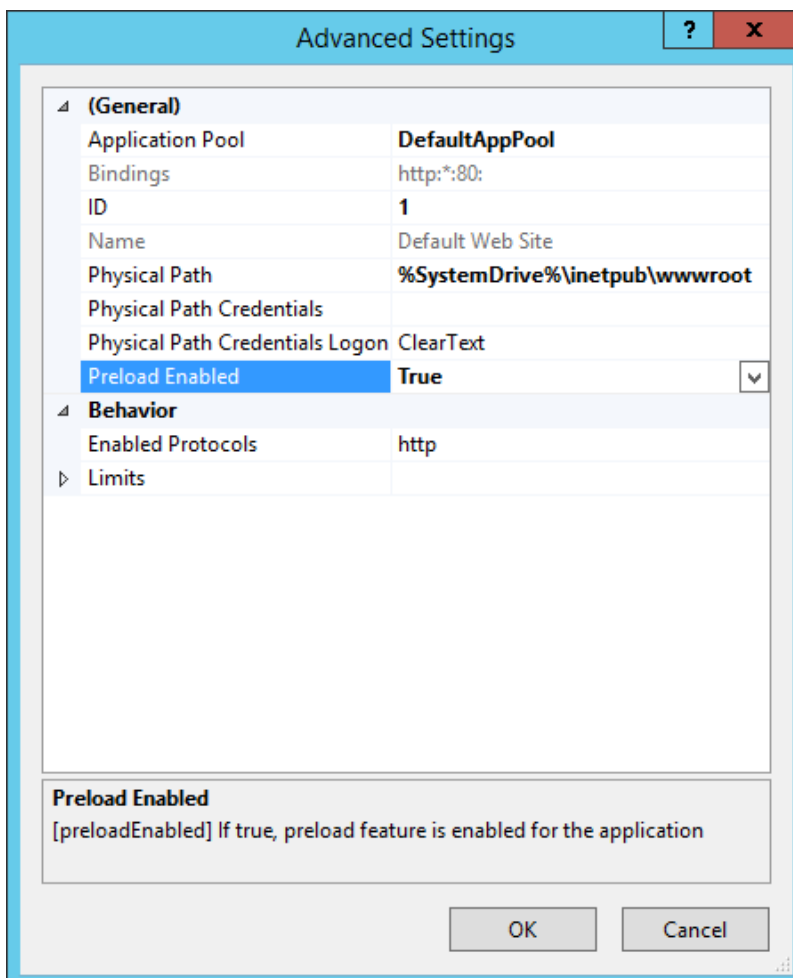 Advanced Settings
?
x
(General)
Application Pool DefaultAppPool
Bindings http:*:80:
ID 1
Name Default Web Site
Physical Path %SystemDrive%\inetpub\wwwroot
Physical Path Credentials
Physical Path Credentials Logon ClearText
Preload Enabled True
Behavior
Enabled Protocols http
Limits
Preload Enabled
[preloadEnabled] If true, preload feature is enabled for the application
OK Cancel